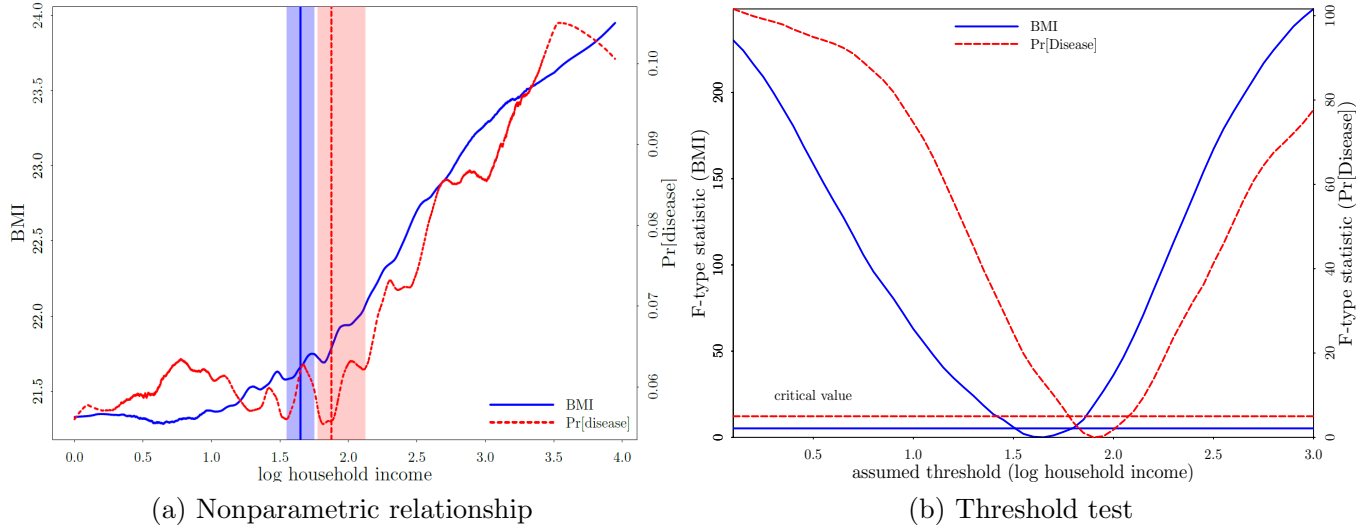 24.0
23.5
23.0
22.5
22.0
21.5
BMI
0.10
0.09
0.08
0.07
0.06
Pr[disease]
BMI
Pr[disease]
0.0 0.5 1.0 1.5 2.0 2.5 3.0 3.5 4.0
log household income
(a) Nonparametric relationship
BMI
Pr[Disease]
200
150
100
50
0
F-type statistic (BMI)
100
80
60
40
20
0
F-type statistic (Pr[Disease])
critical value
0.5 1.0 1.5 2.0 2.5 3.0
assumed threshold (log household income)
(b) Threshold test